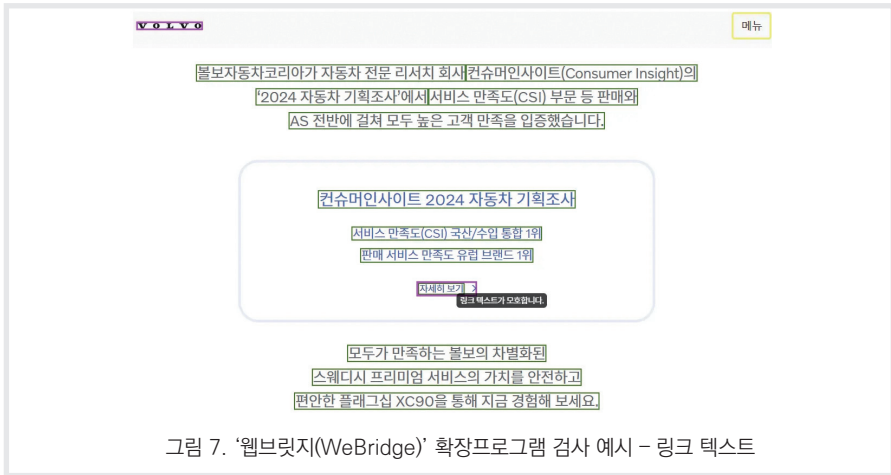 VOLVO
메뉴
볼보자동차코리아가 자동차 전문 리서치 회사 컨슈머인사이트(Consumer Insight)의
‘2024 자동차 기획조사’에서 서비스 만족도(CSI) 부문 등 판매와
AS 전반에 걸쳐 모두 높은 고객 만족을 입증했습니다.
컨슈머인사이트 2024 자동차 기획조사
서비스 만족도(CSI) 국산/수입 통합 1위
판매 서비스 만족도 유럽 브랜드 1위
자세히 보기 >
링크 텍스트가 모호합니다.
모두가 만족하는 볼보의 차별화된
스웨디시 프리미엄 서비스의 가치를 안전하고
편안한 플래그십 XC90을 통해 지금 경험해 보세요.
그림 7. ‘웹브릿지(WeBridge)’ 확장프로그램 검사 예시 – 링크 텍스트